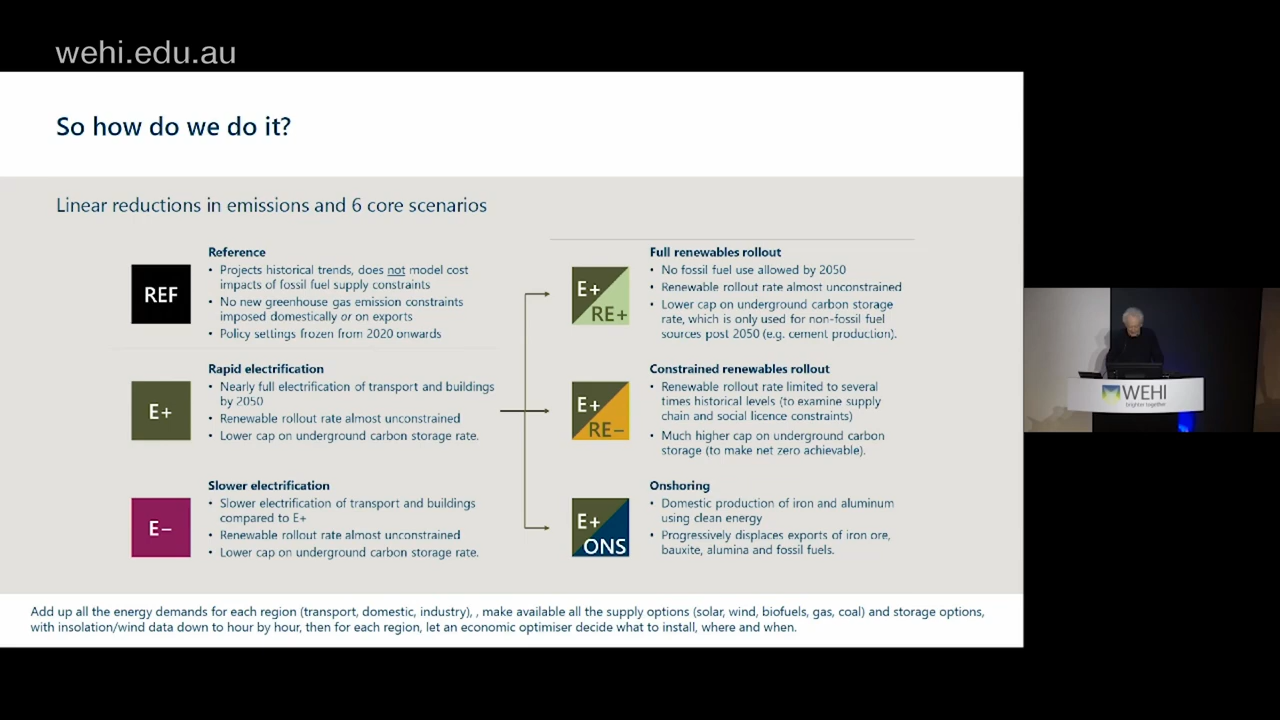 wehi.edu.au
So how do we do it?
Linear reductions in emissions and 6 core scenarios
REF
Reference
• Projects historical trends, does not model cost
impacts of fossil fuel supply constraints
• No new greenhouse gas emission constraints
imposed domestically or on exports
• Policy settings frozen from 2020 onwards
E+
Rapid electrification
• Nearly full electrification of transport and buildings
by 2050
• Renewable rollout rate almost unconstrained
• Lower cap on underground carbon storage rate.
E−
Slower electrification
• Slower electrification of transport and buildings
compared to E+
• Renewable rollout rate almost unconstrained
• Lower cap on underground carbon storage rate.
E+
RE+
Full renewables rollout
• No fossil fuel use allowed by 2050
• Renewable rollout rate almost unconstrained
• Lower cap on underground carbon storage
rate, which is only used for non-fossil fuel
sources post 2050 (e.g. cement production).
E+
RE−
Constrained renewables rollout
• Renewable rollout rate limited to several
times historical levels (to examine supply
chain and social licence constraints)
• Much higher cap on underground carbon
storage (to make net zero achievable).
E+
ONS
Onshoring
• Domestic production of iron and aluminum
using clean energy
• Progressively displaces exports of iron ore,
bauxite, alumina and fossil fuels.
Add up all the energy demands for each region (transport, domestic, industry), , make available all the supply options (solar, wind, biofuels, gas, coal) and storage options,
with insolation/wind data down to hour by hour, then for each region, let an economic optimiser decide what to install, where and when.
WEHI
brighter together